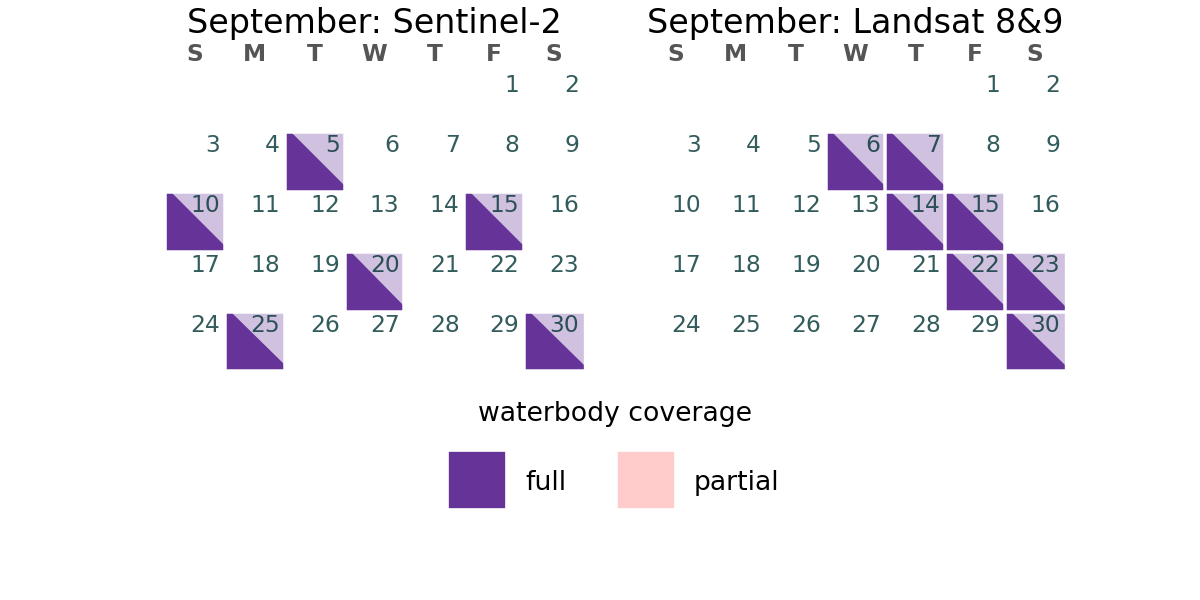 September: Sentinel-2
S M T W T F S
1 2
3 4 5 6 7 8 9
10 11 12 13 14 15 16
17 18 19 20 21 22 23
24 25 26 27 28 29 30
September: Landsat 8&9
S M T W T F S
1 2
3 4 5 6 7 8 9
10 11 12 13 14 15 16
17 18 19 20 21 22 23
24 25 26 27 28 29 30
waterbody coverage
full partial